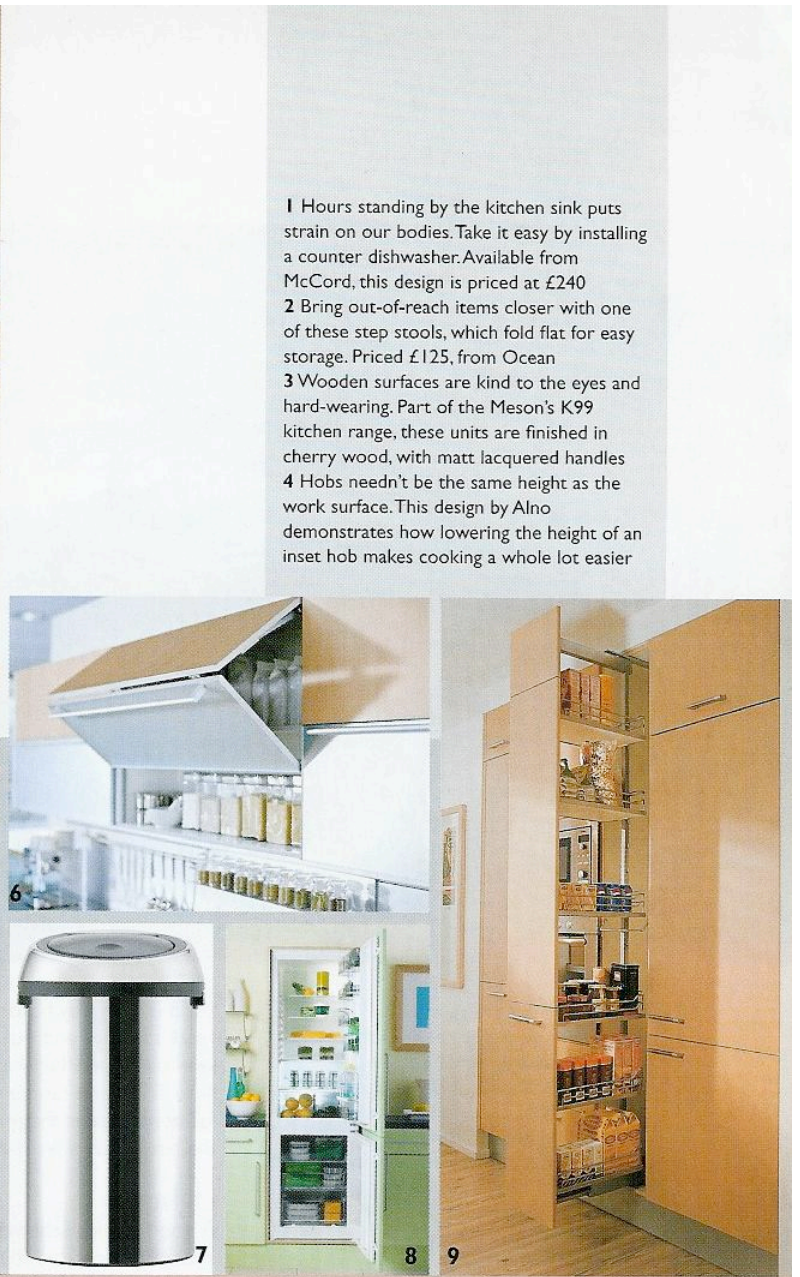 1 Hours standing by the kitchen sink puts
strain on our bodies. Take it easy by installing
a counter dishwasher. Available from
McCord, this design is priced at £240
2 Bring out-of-reach items closer with one
of these step stools, which fold flat for easy
storage. Priced £125, from Ocean
3 Wooden surfaces are kind to the eyes and
hard-wearing. Part of the Meson's K99
kitchen range, these units are finished in
cherry wood, with matt lacquered handles
4 Hobs needn't be the same height as the
work surface. This design by Alno
demonstrates how lowering the height of an
inset hob makes cooking a whole lot easier
6
7
8
9